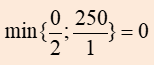 min{0/2; 250/1} = 0